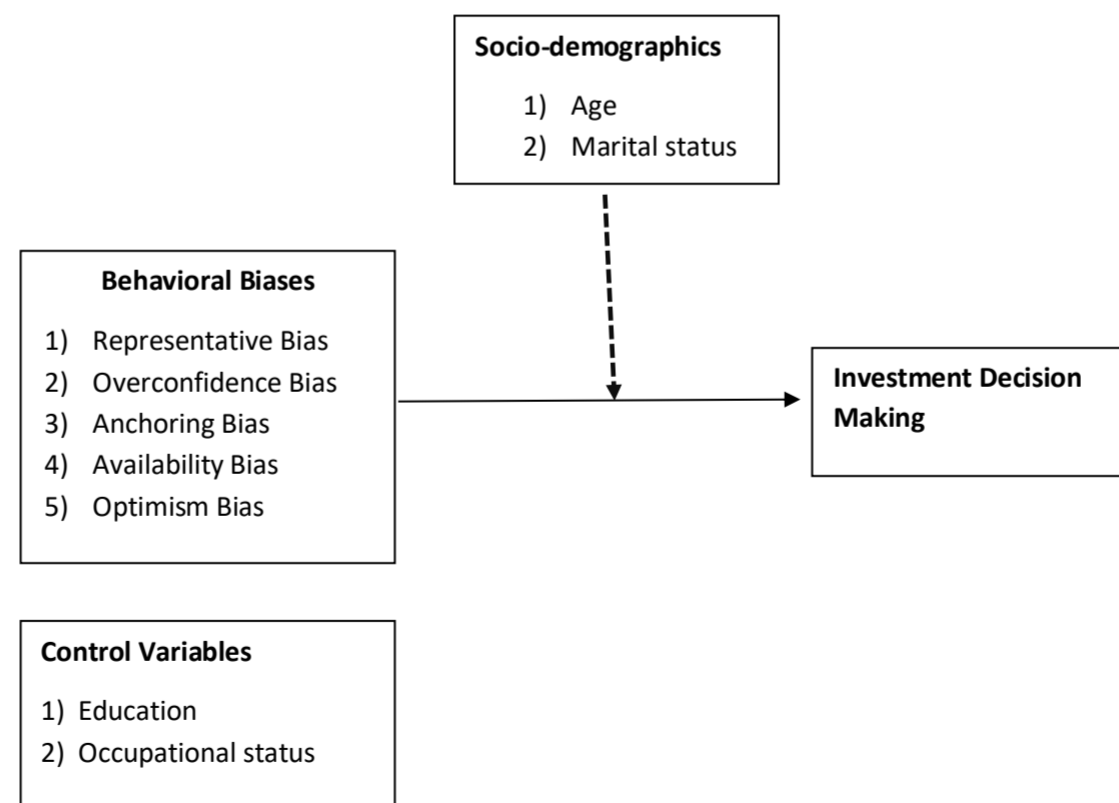 Socio-demographics
1) Age
2) Marital status
Behavioral Biases
1) Representative Bias
2) Overconfidence Bias
3) Anchoring Bias
4) Availability Bias
5) Optimism Bias
Investment Decision
Making
Control Variables
1) Education
2) Occupational status